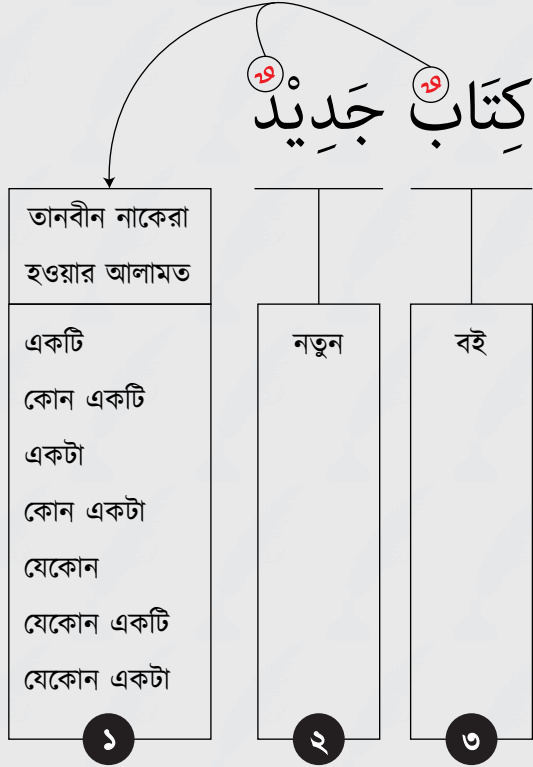 كِتَابٌ جَدِيْدٌ
তানবীন নাকেরা
হওয়ার আলামত
একটি
কোন একটি
একটা
কোন একটা
যেকোন
যেকোন একটি
যেকোন একটা
১
নতুন
২
বই
৩